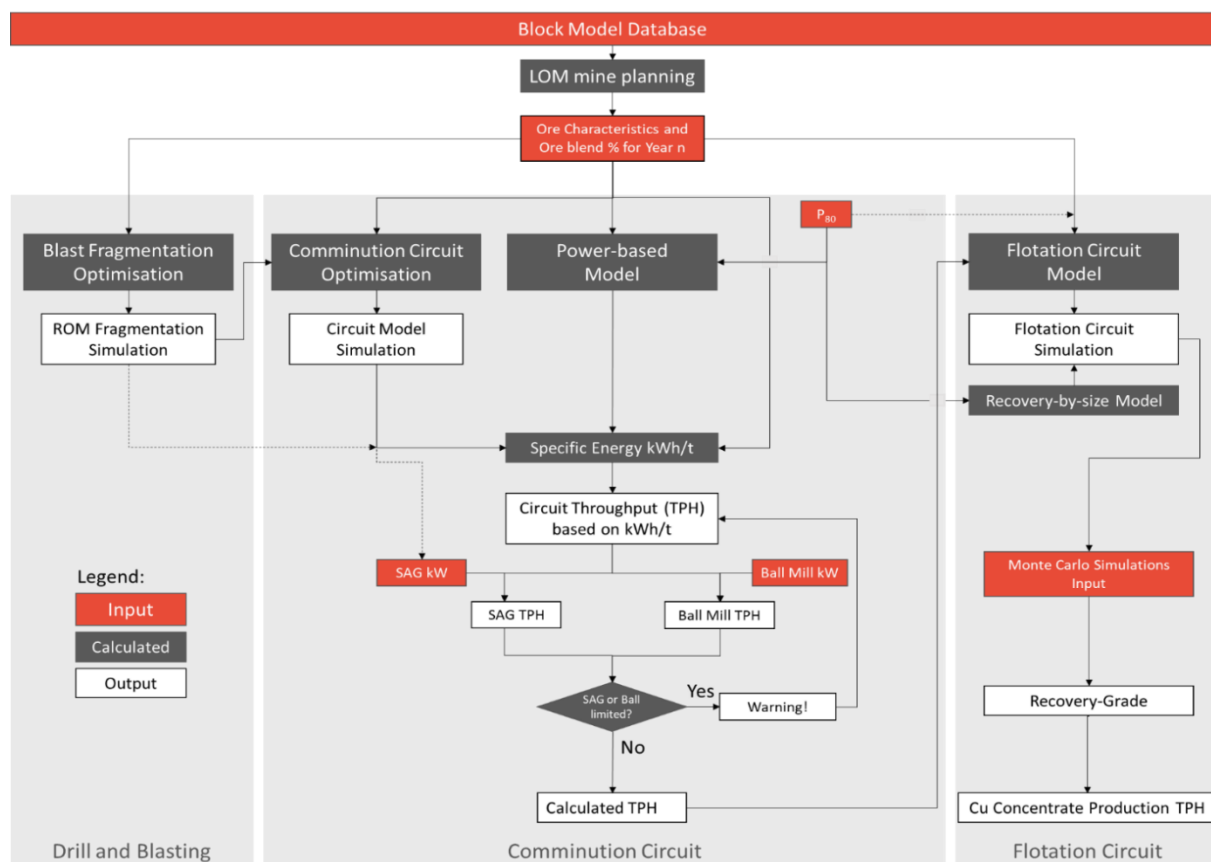 Block Model Database
LOM mine planning
Ore Characteristics and
Ore blend % for Year n
P80
Blast Fragmentation
Optimisation
Comminution Circuit
Optimisation
Power-based
Model
Flotation Circuit
Model
ROM Fragmentation
Simulation
Circuit Model
Simulation
Flotation Circuit
Simulation
Recovery-by-size Model
Specific Energy kWh/t
Circuit Throughput (TPH)
based on kWh/t
SAG kW
Ball Mill kW
Monte Carlo Simulations
Input
Legend:
Input
Calculated
Output
SAG TPH
Ball Mill TPH
SAG or Ball
limited?
Yes
Warning!
No
Recovery-Grade
Calculated TPH
Cu Concentrate Production TPH
Drill and Blasting
Comminution Circuit
Flotation Circuit